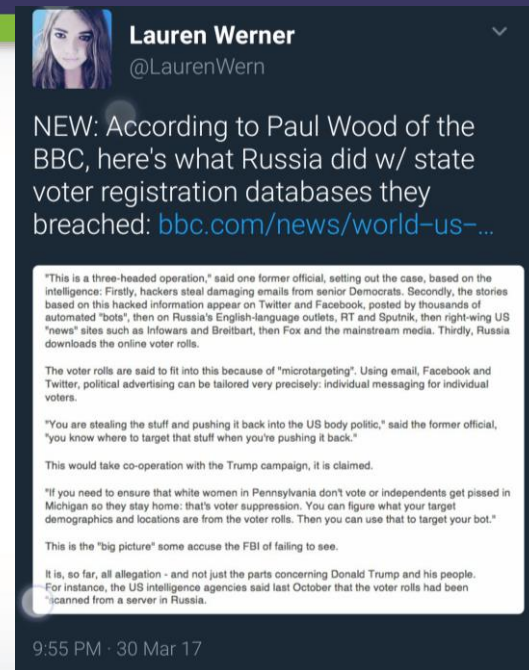 Lauren Werner
@LaurenWern
NEW: According to Paul Wood of the
BBC, here's what Russia did w/ state
voter registration databases they
breached: bbc.com/news/world-us-...
"This is a three-headed operation," said one former official, setting out the case, based on the
intelligence: Firstly, hackers steal damaging emails from senior Democrats. Secondly, the stories
based on this hacked information appear on Twitter and Facebook, posted by thousands of
automated "bots", then on Russia's English-language outlets, RT and Sputnik, then right-wing US
"news" sites such as Infowars and Breitbart, then Fox and the mainstream media. Thirdly, Russia
downloads the online voter rolls.
The voter rolls are said to fit into this because of "microtargeting". Using email, Facebook and
Twitter, political advertising can be tailored very precisely: individual messaging for individual
voters.
"You are stealing the stuff and pushing it back into the US body politic," said the former official,
"you know where to target that stuff when you're pushing it back."
This would take co-operation with the Trump campaign, it is claimed.
"If you need to ensure that white women in Pennsylvania don't vote or independents get pissed in
Michigan so they stay home: that's voter suppression. You can figure what your target
demographics and locations are from the voter rolls. Then you can use that to target your bot."
This is the "big picture" some accuse the FBI of failing to see.
It is, so far, all allegation - and not just the parts concerning Donald Trump and his people.
For instance, the US intelligence agencies said last October that the voter rolls had been
"scanned from a server in Russia.
9:55 PM · 30 Mar 17